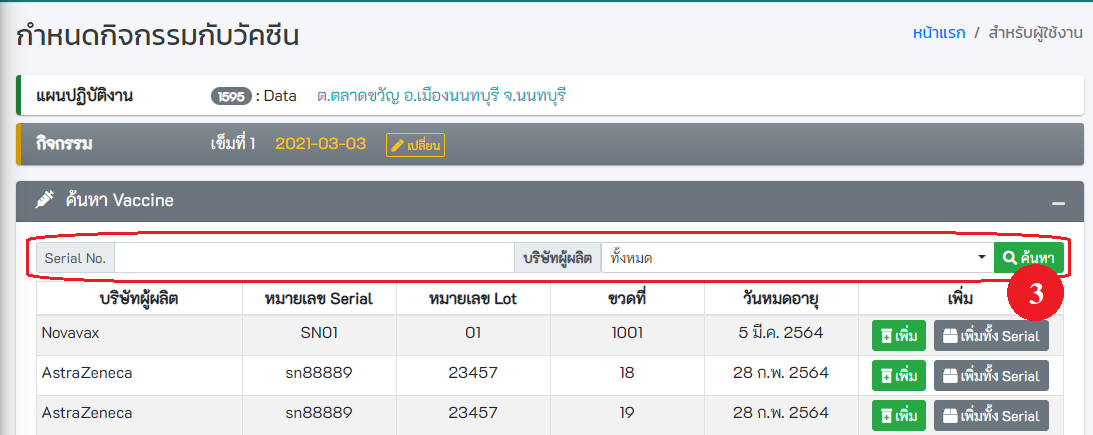 กำหนดกิจกรรมกับวัคซีน
หน้าแรก / สำหรับผู้ใช้งาน
แผนปฏิบัติงาน 1595 : Data ต.ตลาดขวัญ อ.เมืองนนทบุรี จ.นนทบุรี
กิจกรรม เข็มที่ 1 2021-03-03 เปลี่ยน
ค้นหา Vaccine
Serial No. บริษัทผู้ผลิต ทั้งหมด ค้นหา
3
บริษัทผู้ผลิต หมายเลข Serial หมายเลข Lot ขวดที่ วันหมดอายุ เพิ่ม
Novavax SN01 01 1001 5 มี.ค. 2564 เพิ่ม เพิ่มทั้ง Serial
AstraZeneca sn88889 23457 18 28 ก.พ. 2564 เพิ่ม เพิ่มทั้ง Serial
AstraZeneca sn88889 23457 19 28 ก.พ. 2564 เพิ่ม เพิ่มทั้ง Serial